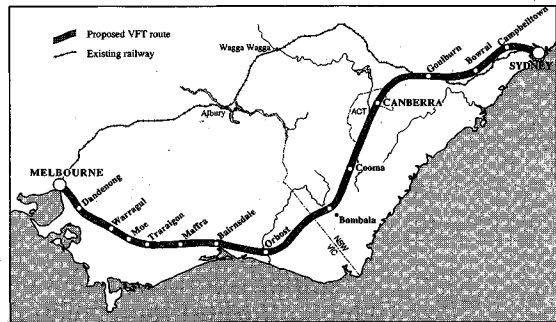 Proposed VFT route
Existing railway
Campbelltown
Bowral
Goulburn
SYDNEY
Wagga Wagga
CANBERRA
ACT
Albury
Cooma
MELBOURNE
Dandenong
Warragul
Moe
Traralgon
Maffra
Bairnsdale
Orbost
Bombala
NSW
VIC